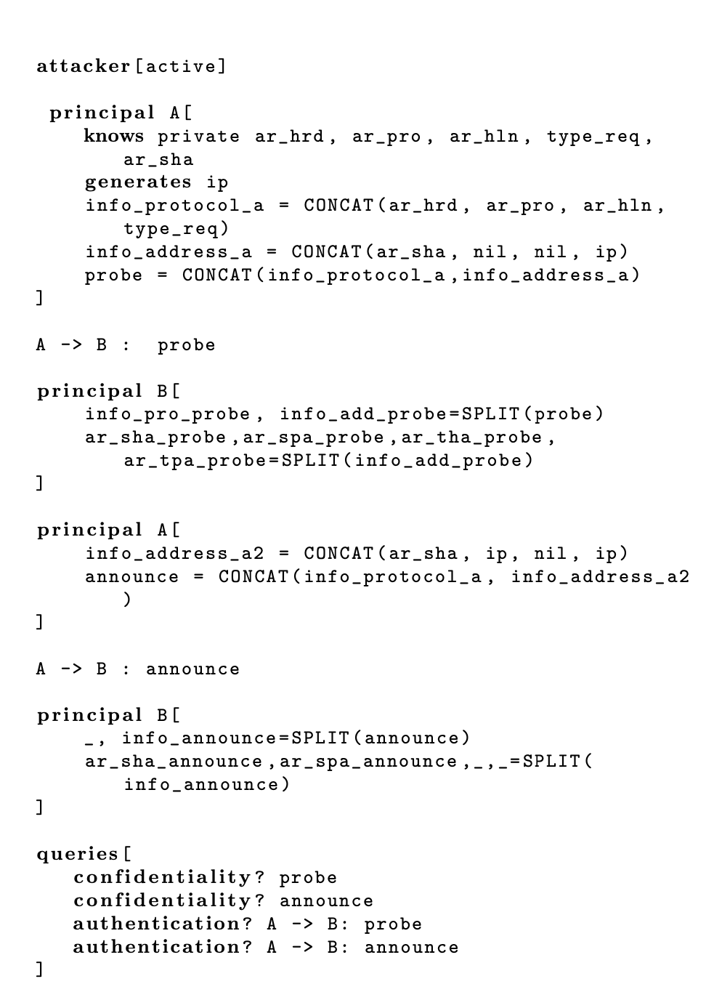 attacker[active]
principal A[
knows private ar_hrd, ar_pro, ar_hln, type_req,
ar_sha
generates ip
info_protocol_a = CONCAT(ar_hrd, ar_pro, ar_hln,
type_req)
info_address_a = CONCAT(ar_sha, nil, nil, ip)
probe = CONCAT(info_protocol_a,info_address_a)
]
A -> B :  probe
principal B[
info_pro_probe, info_add_probe=SPLIT(probe)
ar_sha_probe,ar_spa_probe,ar_tha_probe,
ar_tpa_probe=SPLIT(info_add_probe)
]
principal A[
info_address_a2 = CONCAT(ar_sha, ip, nil, ip)
announce = CONCAT(info_protocol_a, info_address_a2
)
]
A -> B : announce
principal B[
_, info_announce=SPLIT(announce)
ar_sha_announce,ar_spa_announce,_,_=SPLIT(
info_announce)
]
queries[
confidentiality? probe
confidentiality? announce
authentication? A -> B: probe
authentication? A -> B: announce
]